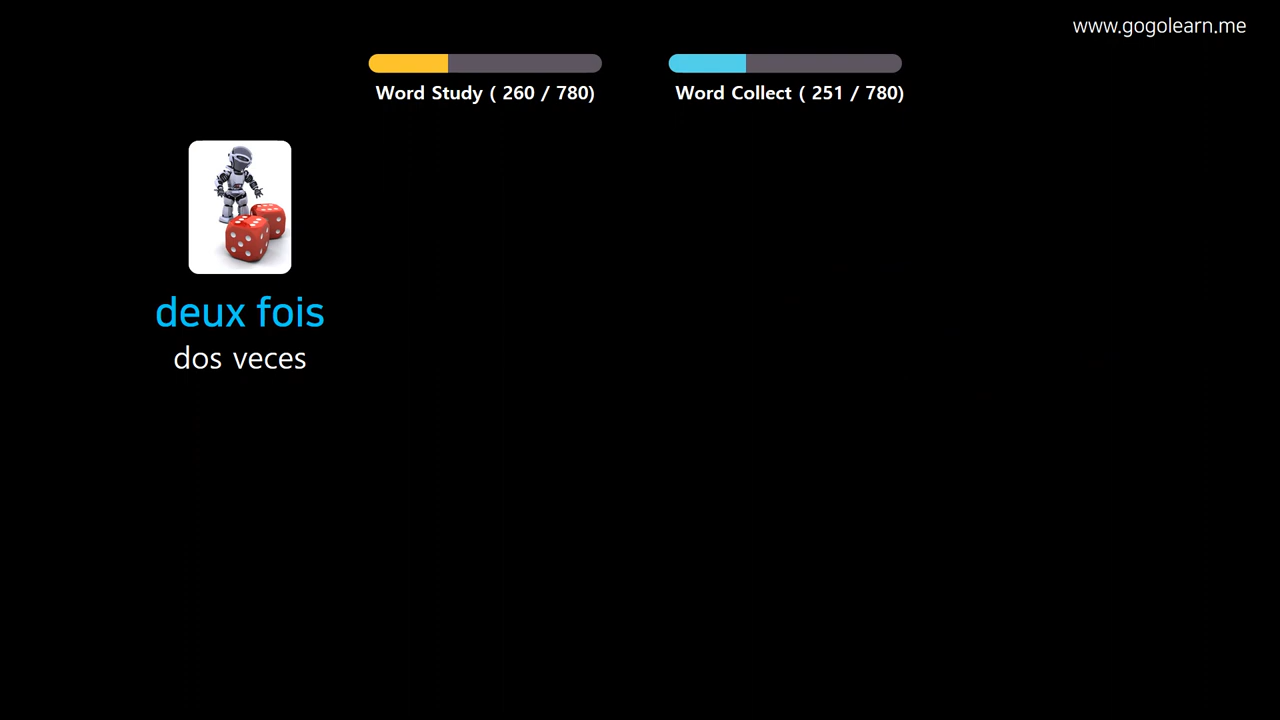 www.gogolearn.me
Word Study ( 260 / 780)
Word Collect ( 251 / 780)
deux fois
dos veces